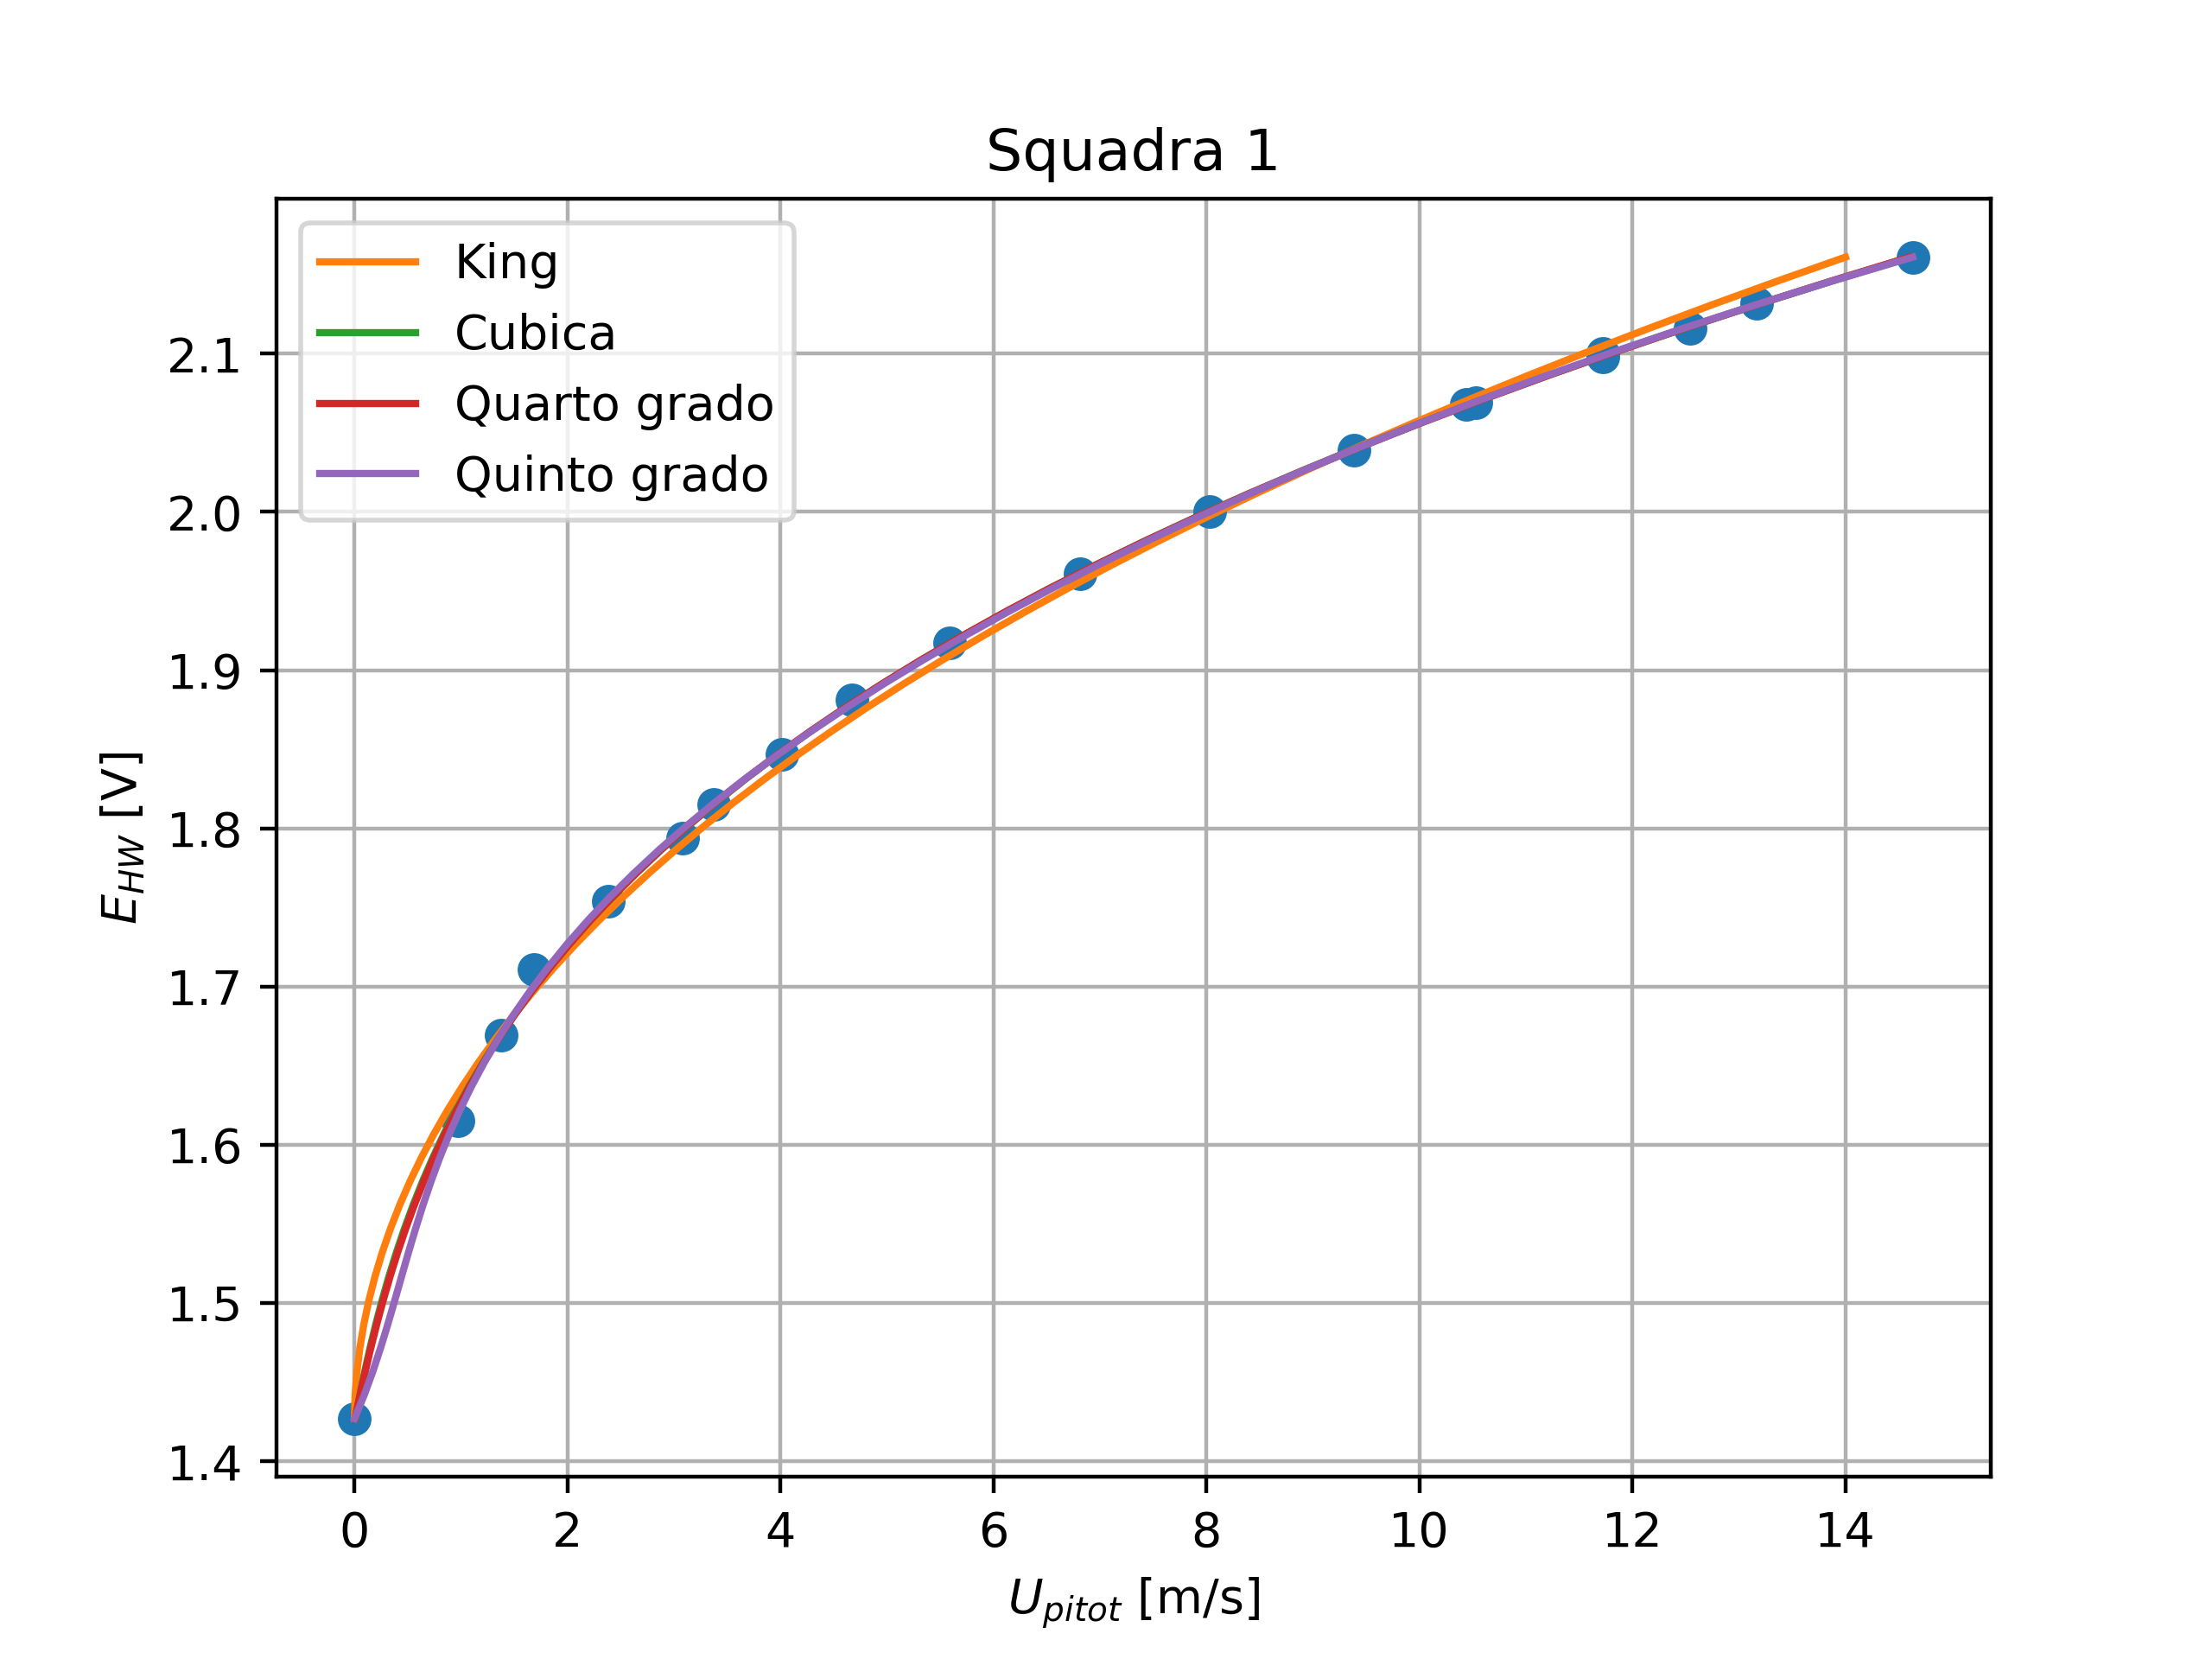 Squadra 1
King
Cubica
Quarto grado
Quinto grado
2.1
2.0
1.9
1.8
1.7
1.6
1.5
1.4
E_HW [V]
0 2 4 6 8 10 12 14
U_pitot [m/s]